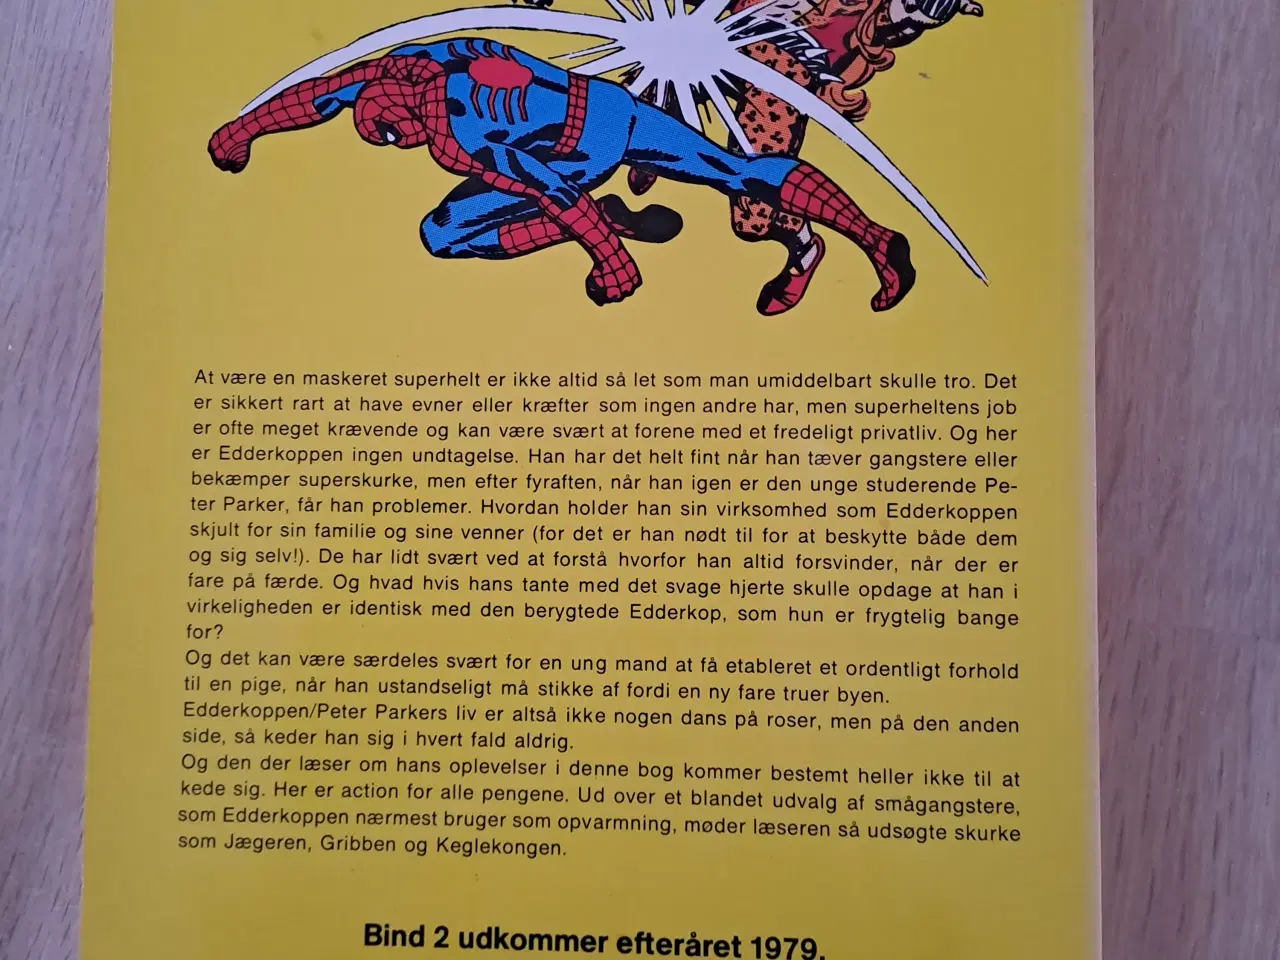 At være en maskeret superhelt er ikke altid så let som man umiddelbart skulle tro. Det
er sikkert rart at have evner eller kræfter som ingen andre har, men superheltens job
er ofte meget krævende og kan være svært at forene med et fredeligt privatliv. Og her
er Edderkoppen ingen undtagelse. Han har det helt fint når han tæver gangstere eller
bekæmper superskurke, men efter fyraften, når han igen er den unge studerende Pe-
ter Parker, får han problemer. Hvordan holder han sin virksomhed som Edderkoppen
skjult for sin familie og sine venner (for det er han nødt til for at beskytte både dem
og sig selv!). De har lidt svært ved at forstå hvorfor han altid forsvinder, når der er
fare på færde. Og hvad hvis hans tante med det svage hjerte skulle opdage at han i
virkeligheden er identisk med den berygtede Edderkop, som hun er frygtelig bange
for?
Og det kan være særdeles svært for en ung mand at få etableret et ordentligt forhold
til en pige, når han ustandseligt må stikke af fordi en ny fare truer byen.
Edderkoppen/Peter Parkers liv er altså ikke nogen dans på roser, men på den anden
side, så keder han sig i hvert fald aldrig.
Og den der læser om hans oplevelser i denne bog kommer bestemt heller ikke til at
kede sig. Her er action for alle pengene. Ud over et blandet udvalg af smågangstere,
som Edderkoppen nærmest bruger som opvarmning, møder læseren så udsøgte skurke
som Jægeren, Gribben og Keglekongen.
Bind 2 udkommer efteråret 1979.